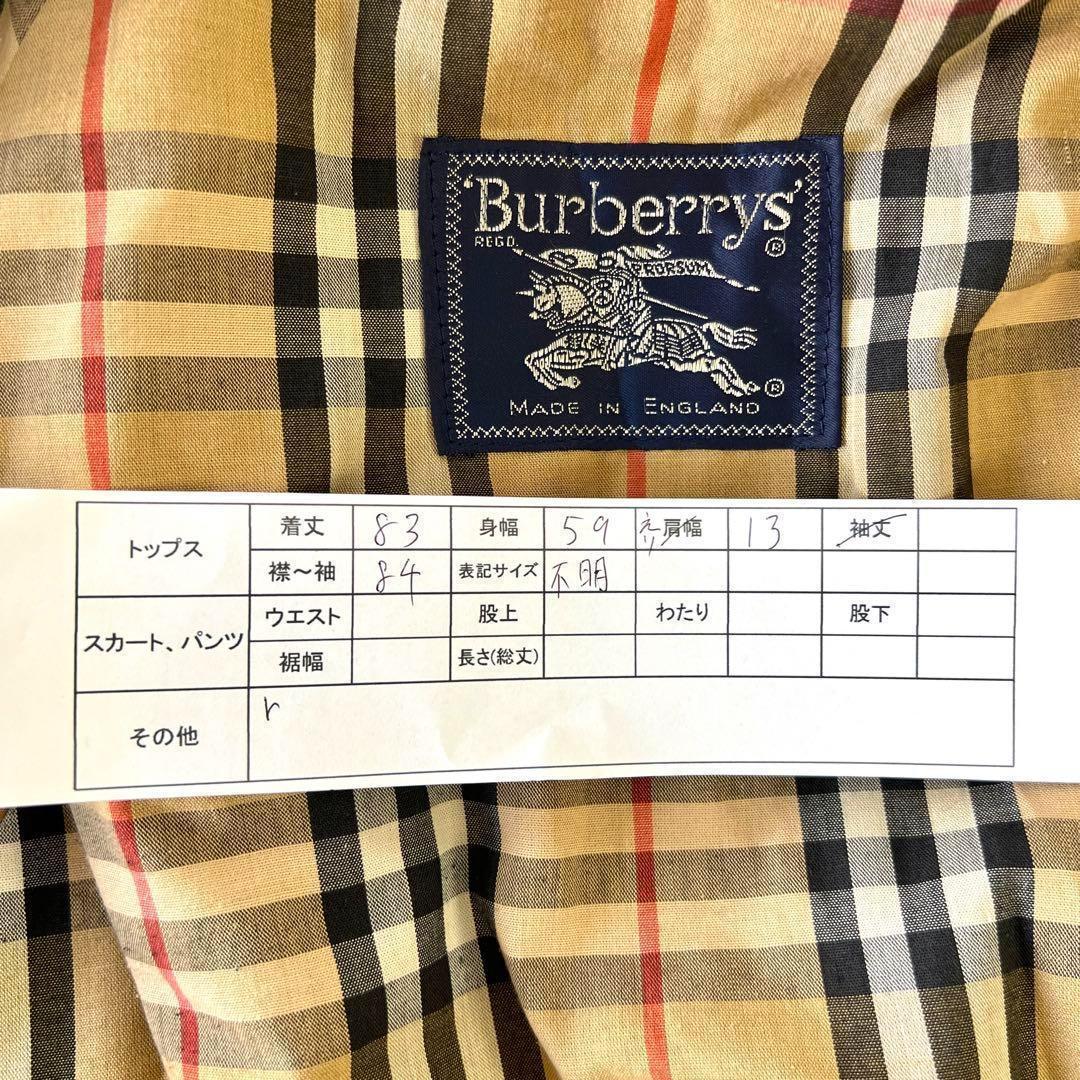 'Burberrys'
REGD. ®
PRORSUM
®
MADE IN ENGLAND
トップス 着丈 83 身幅 59 肩幅 13 袖丈
襟～袖 84 表記サイズ 不明
スカート、パンツ ウエスト 股上 わたり 股下
裾幅 長さ(総丈)
その他 r